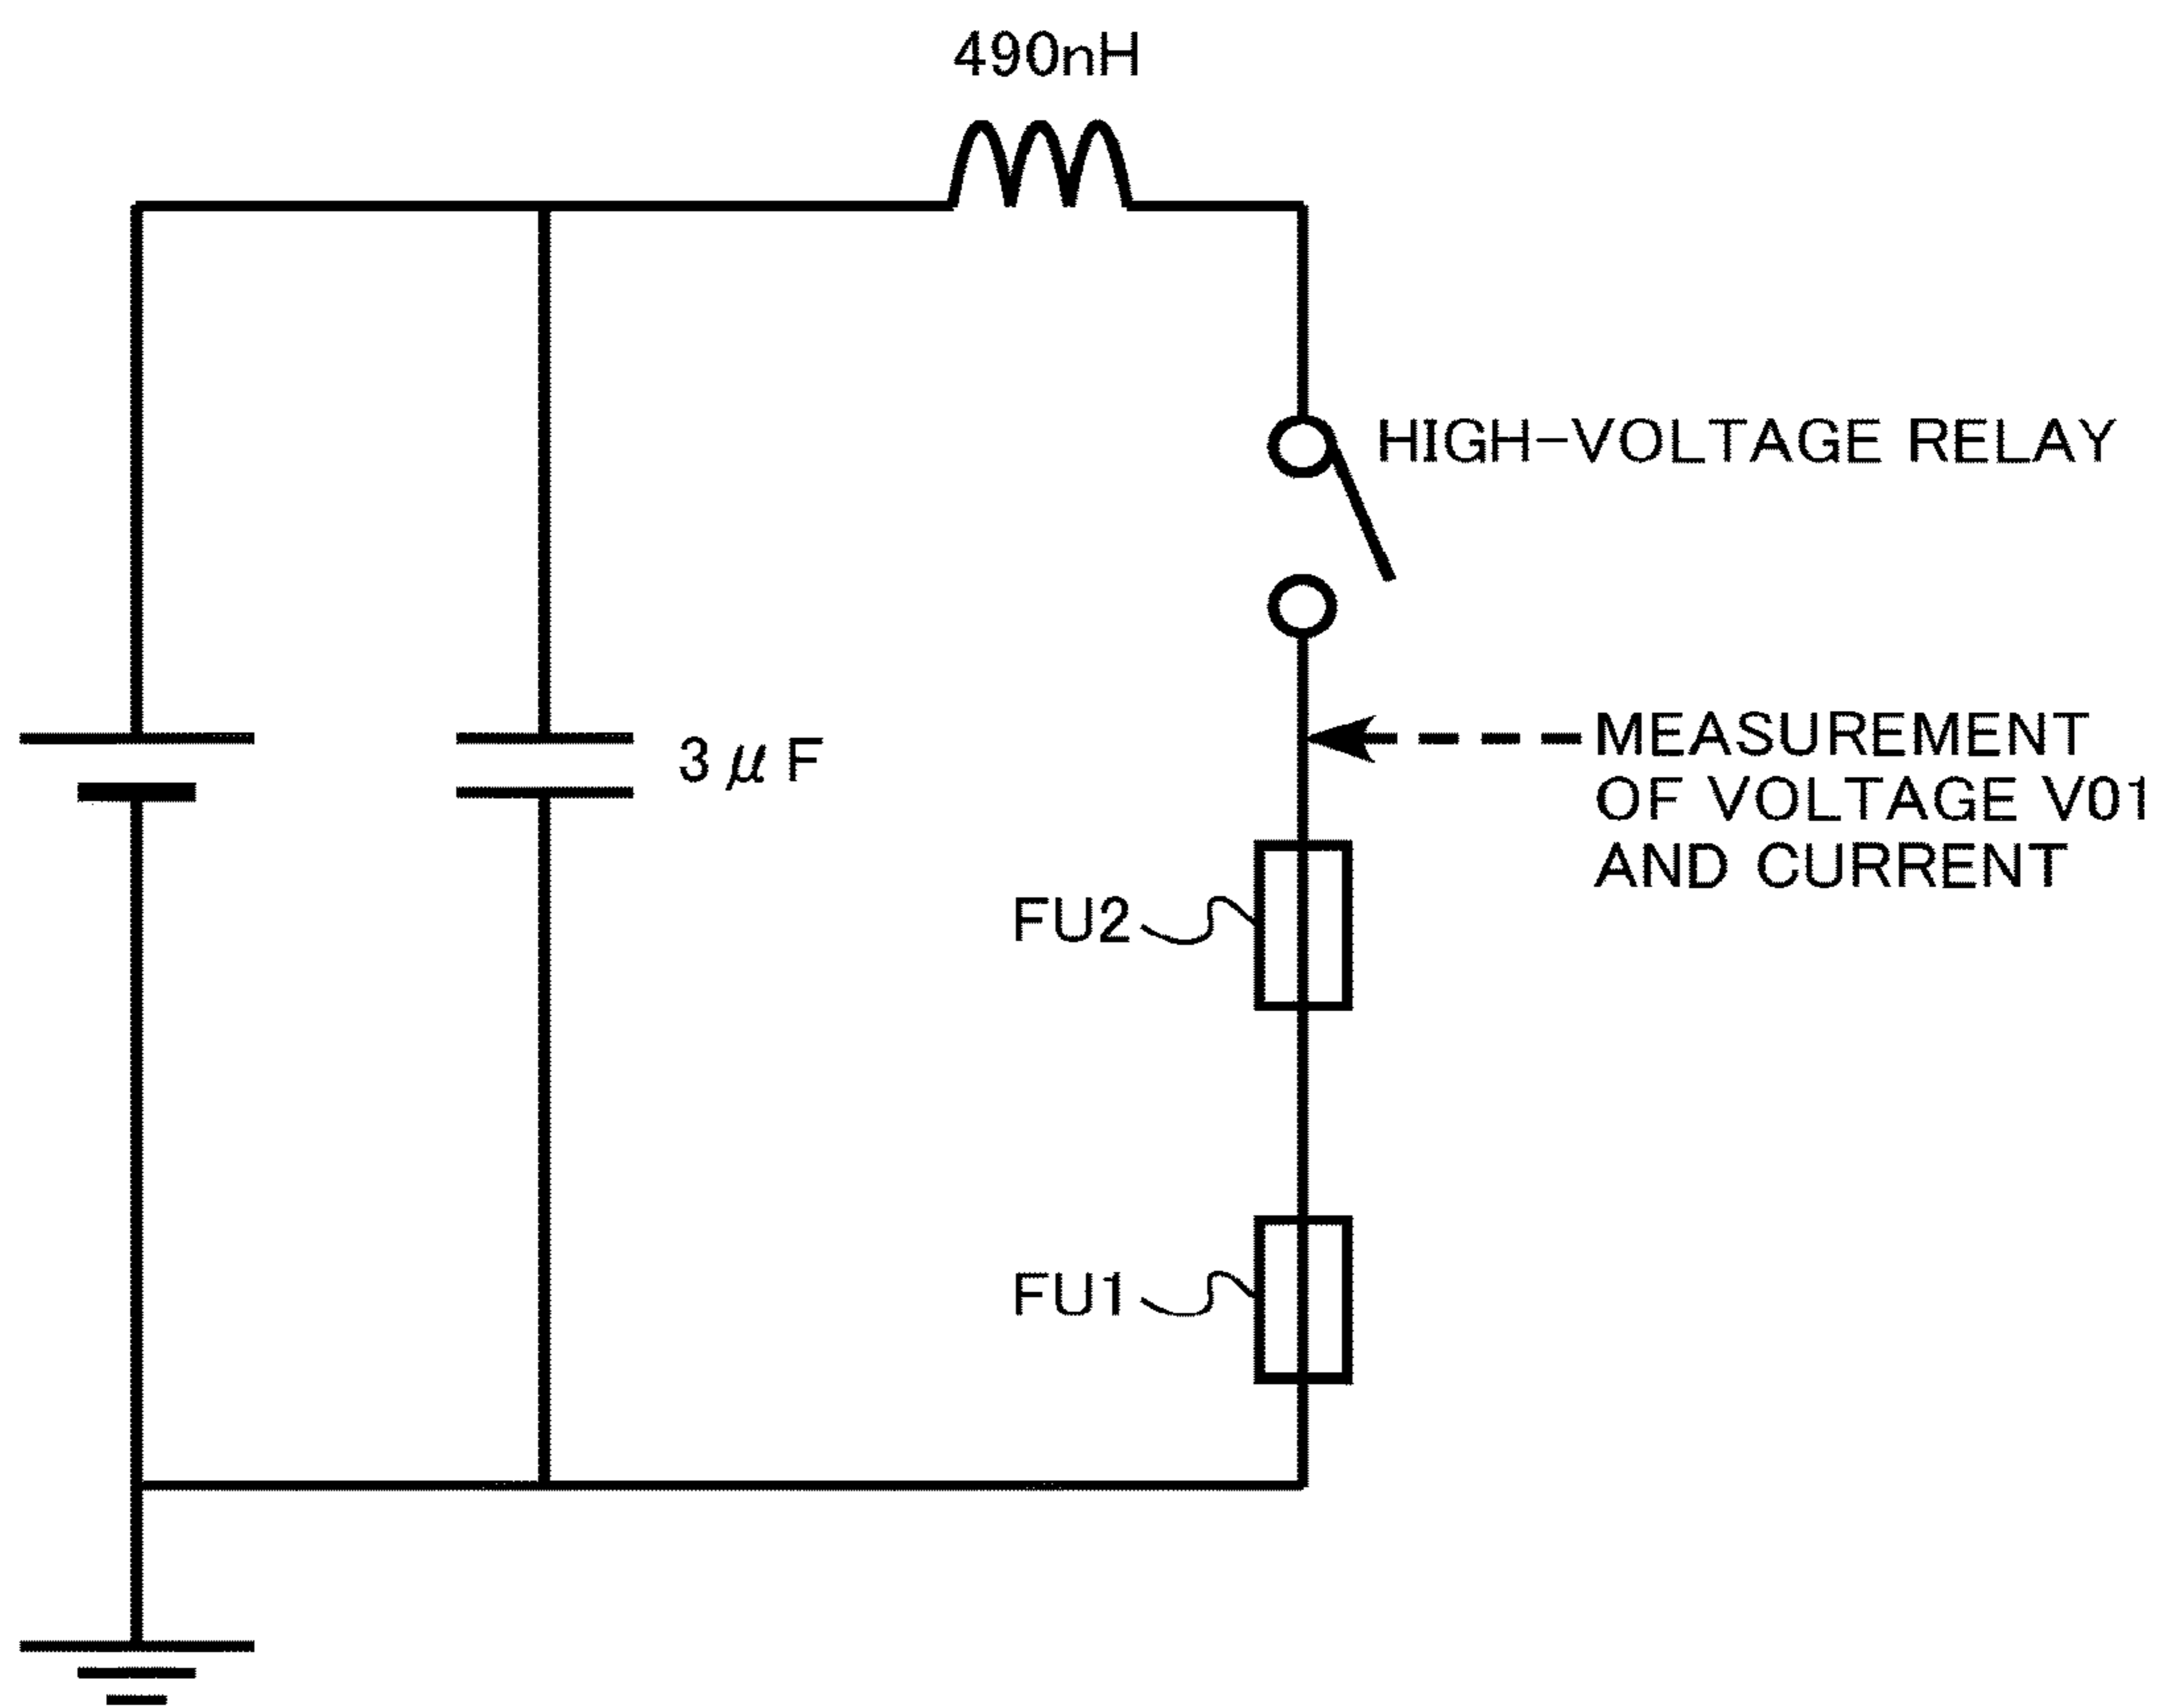 490nH
HIGH-VOLTAGE RELAY
3μF
MEASUREMENT
OF VOLTAGE V01
AND CURRENT
FU2
FU1